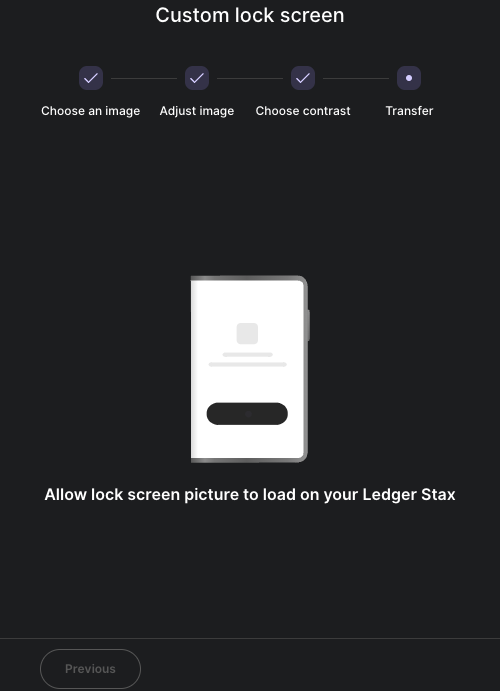 Custom lock screen
Choose an image
Adjust image
Choose contrast
Transfer
Allow lock screen picture to load on your Ledger Stax
Previous